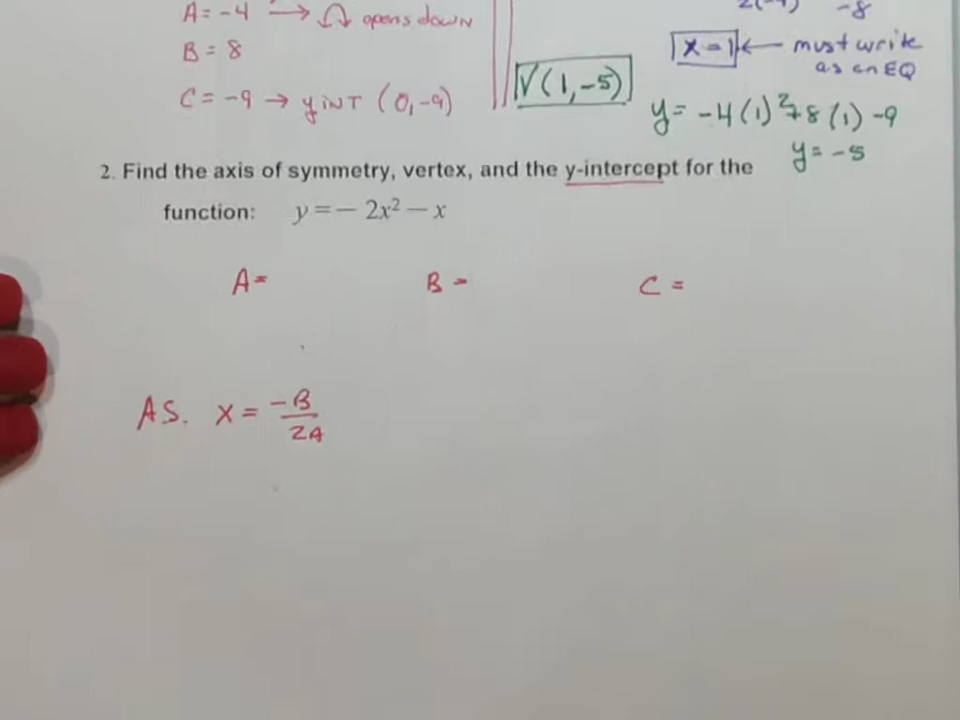 A = -4 → opens down
B = 8
C = -9 → y INT (0,-9)
V(1,-5)
2(-4) -8
x = 1 ← must write
as an EQ
y = -4(1)²+8(1)-9
y = -5
2. Find the axis of symmetry, vertex, and the y-intercept for the
function: y = – 2x² – x
A = B = C =
AS. X = -B/2A